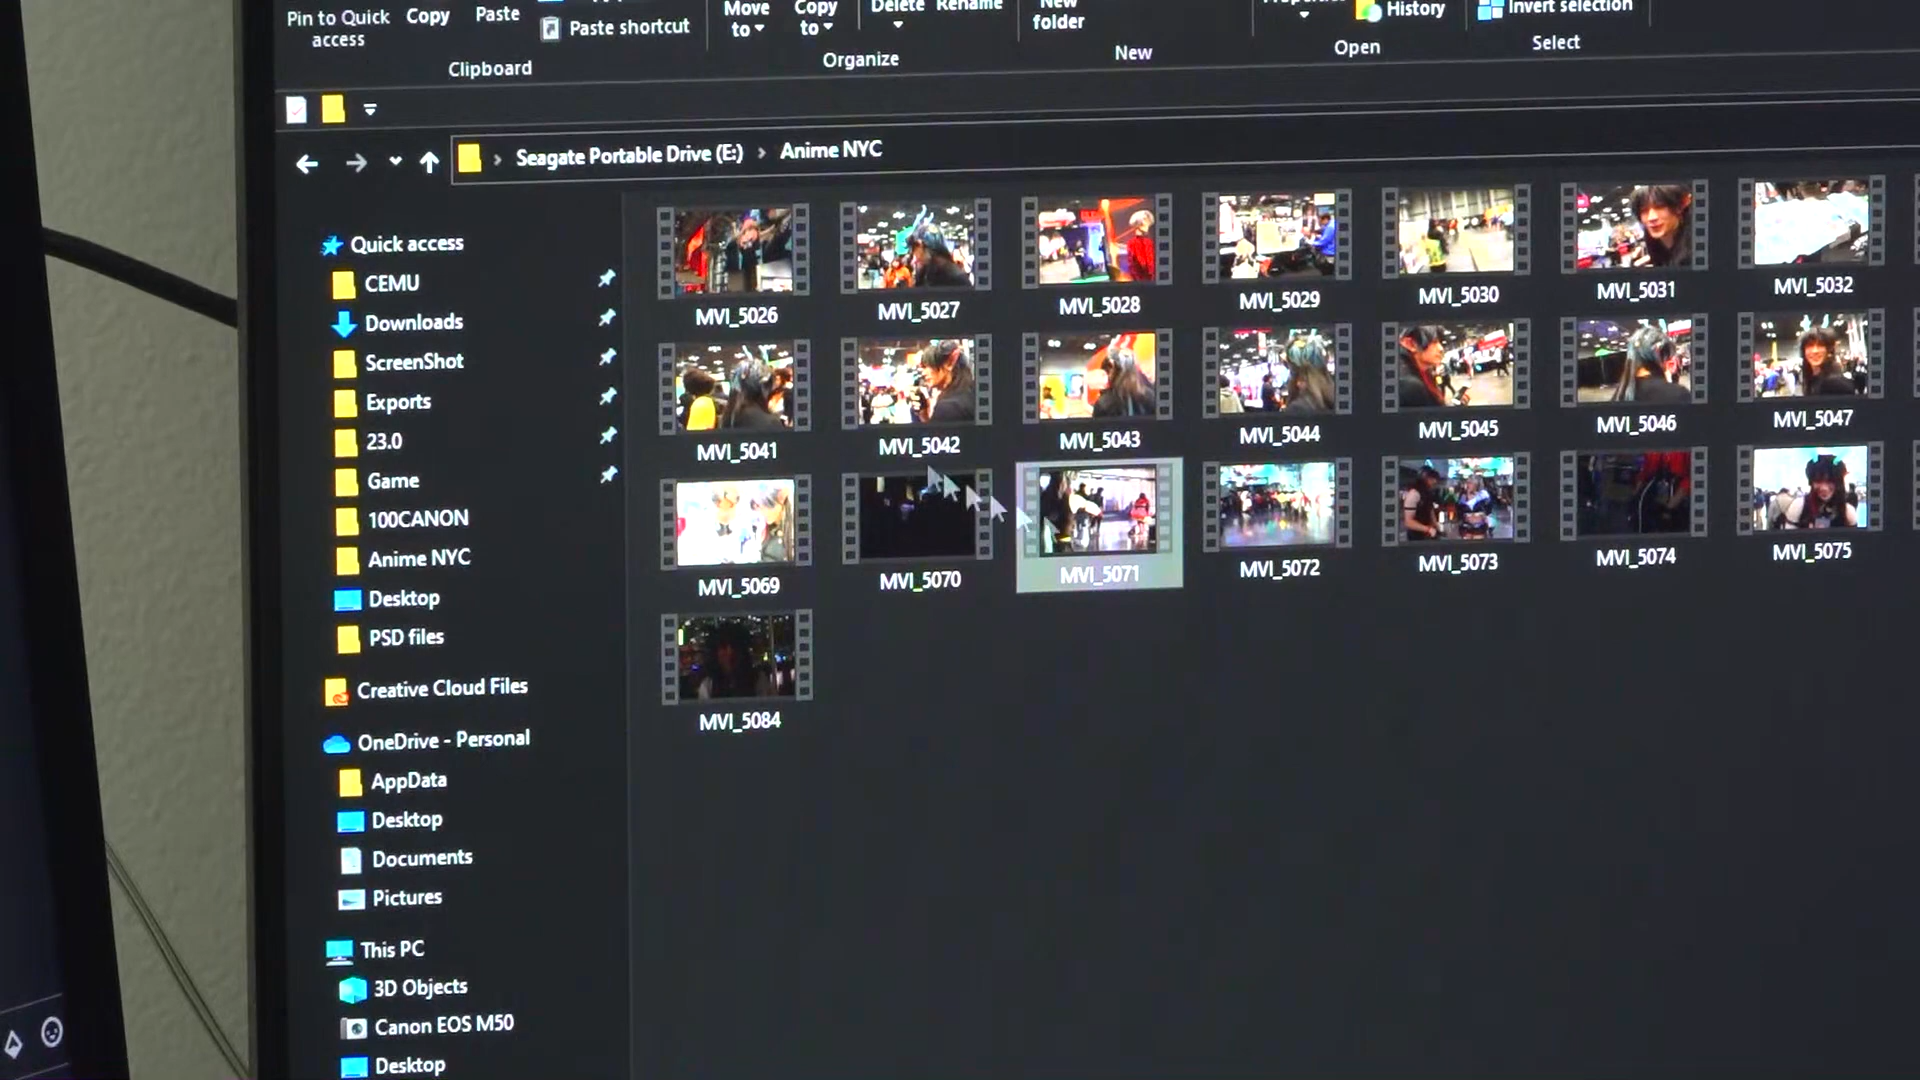 Pin to Quick access
Copy
Paste
Paste shortcut
Clipboard
Move to
Copy to
Delete
Rename
Organize
New folder
New
History
Open
Invert selection
Select
Seagate Portable Drive (E:) > Anime NYC
Quick access
CEMU
Downloads
ScreenShot
Exports
23.0
Game
100CANON
Anime NYC
Desktop
PSD files
Creative Cloud Files
OneDrive - Personal
AppData
Desktop
Documents
Pictures
This PC
3D Objects
Canon EOS M50
Desktop
MVI_5026
MVI_5027
MVI_5028
MVI_5029
MVI_5030
MVI_5031
MVI_5032
MVI_5041
MVI_5042
MVI_5043
MVI_5044
MVI_5045
MVI_5046
MVI_5047
MVI_5069
MVI_5070
MVI_5071
MVI_5072
MVI_5073
MVI_5074
MVI_5075
MVI_5084